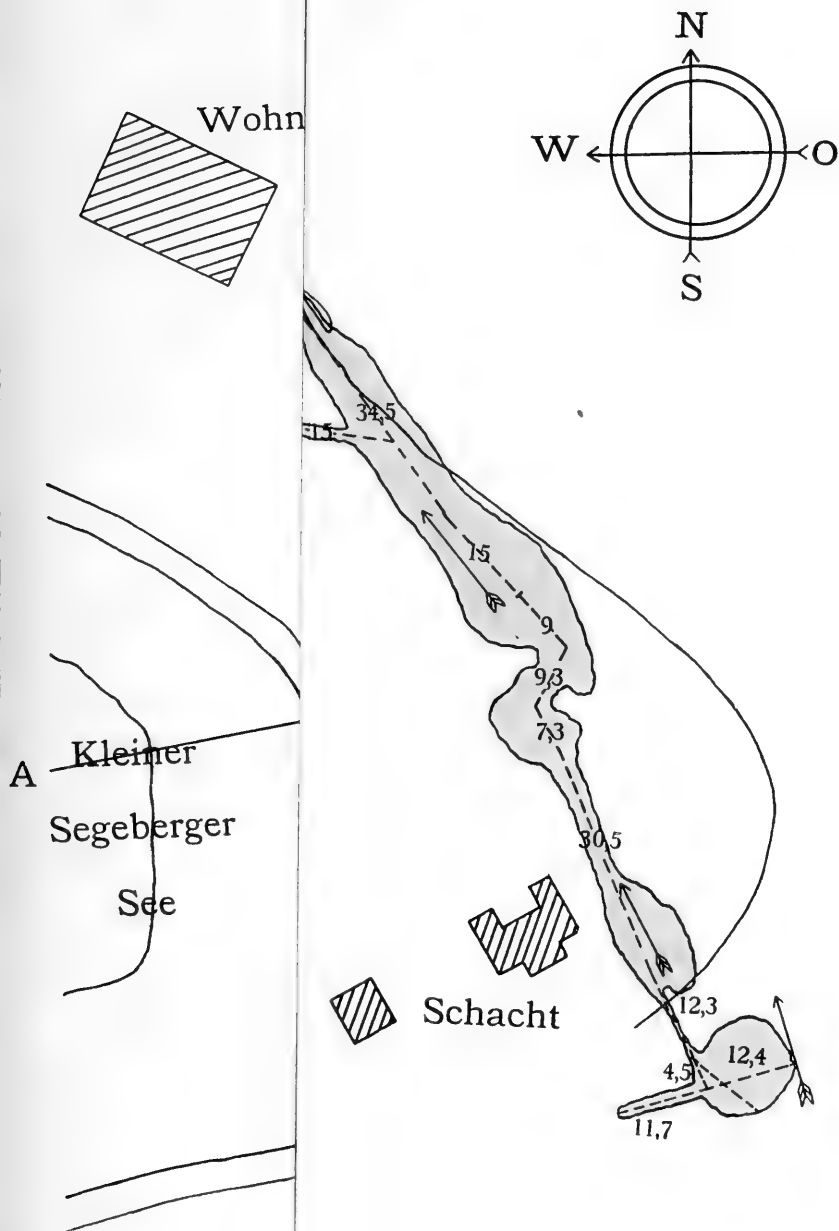 N
Wohn
W
O
S
34,5
15
15
9
9,3
7,3
A
Kleiner
Segeberger
See
30,5
Schacht
12,3
12,4
4,5
11,7